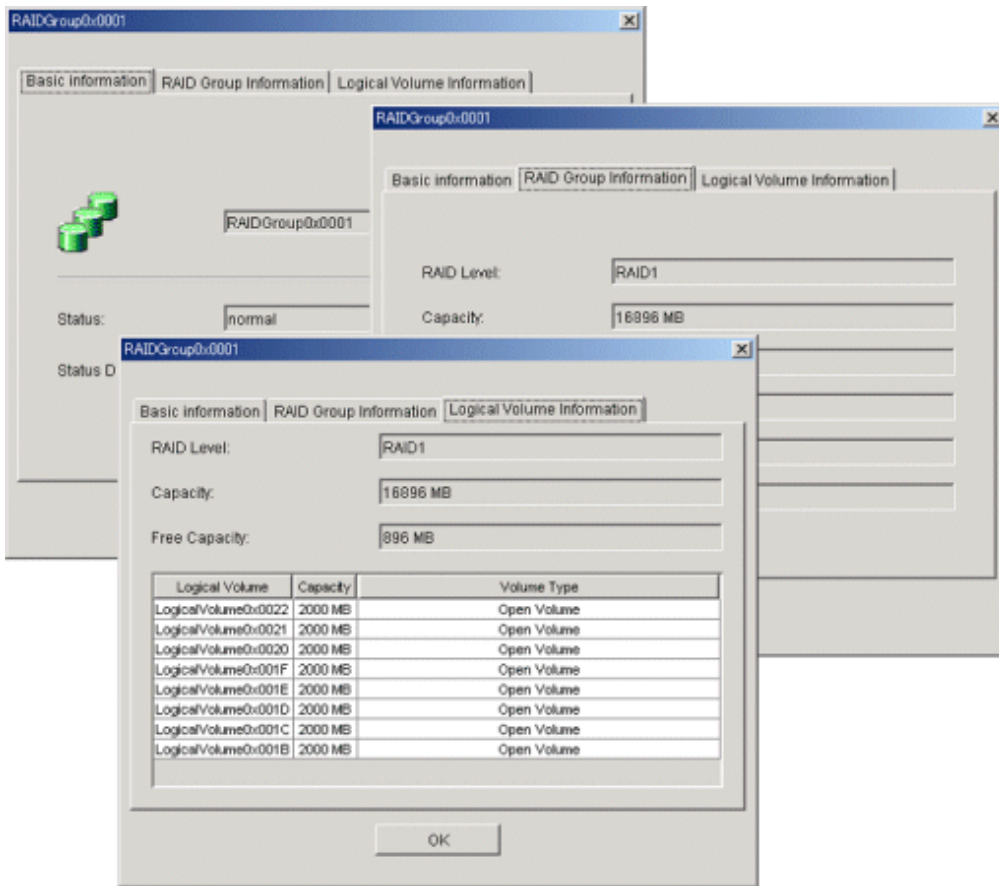 RAIDGroup0x0001
Basic information RAID Group Information Logical Volume Information
RAIDGroup0x0001
Status: normal
Status D
RAIDGroup0x0001
Basic information RAID Group Information Logical Volume Information
RAID Level: RAID1
Capacity: 16896 MB
RAIDGroup0x0001
Basic information RAID Group Information Logical Volume Information
RAID Level: RAID1
Capacity: 16896 MB
Free Capacity: 896 MB
Logical Volume Capacity Volume Type
LogicalVolume0x0022 2000 MB Open Volume
LogicalVolume0x0021 2000 MB Open Volume
LogicalVolume0x0020 2000 MB Open Volume
LogicalVolume0x001F 2000 MB Open Volume
LogicalVolume0x001E 2000 MB Open Volume
LogicalVolume0x001D 2000 MB Open Volume
LogicalVolume0x001C 2000 MB Open Volume
LogicalVolume0x001B 2000 MB Open Volume
OK